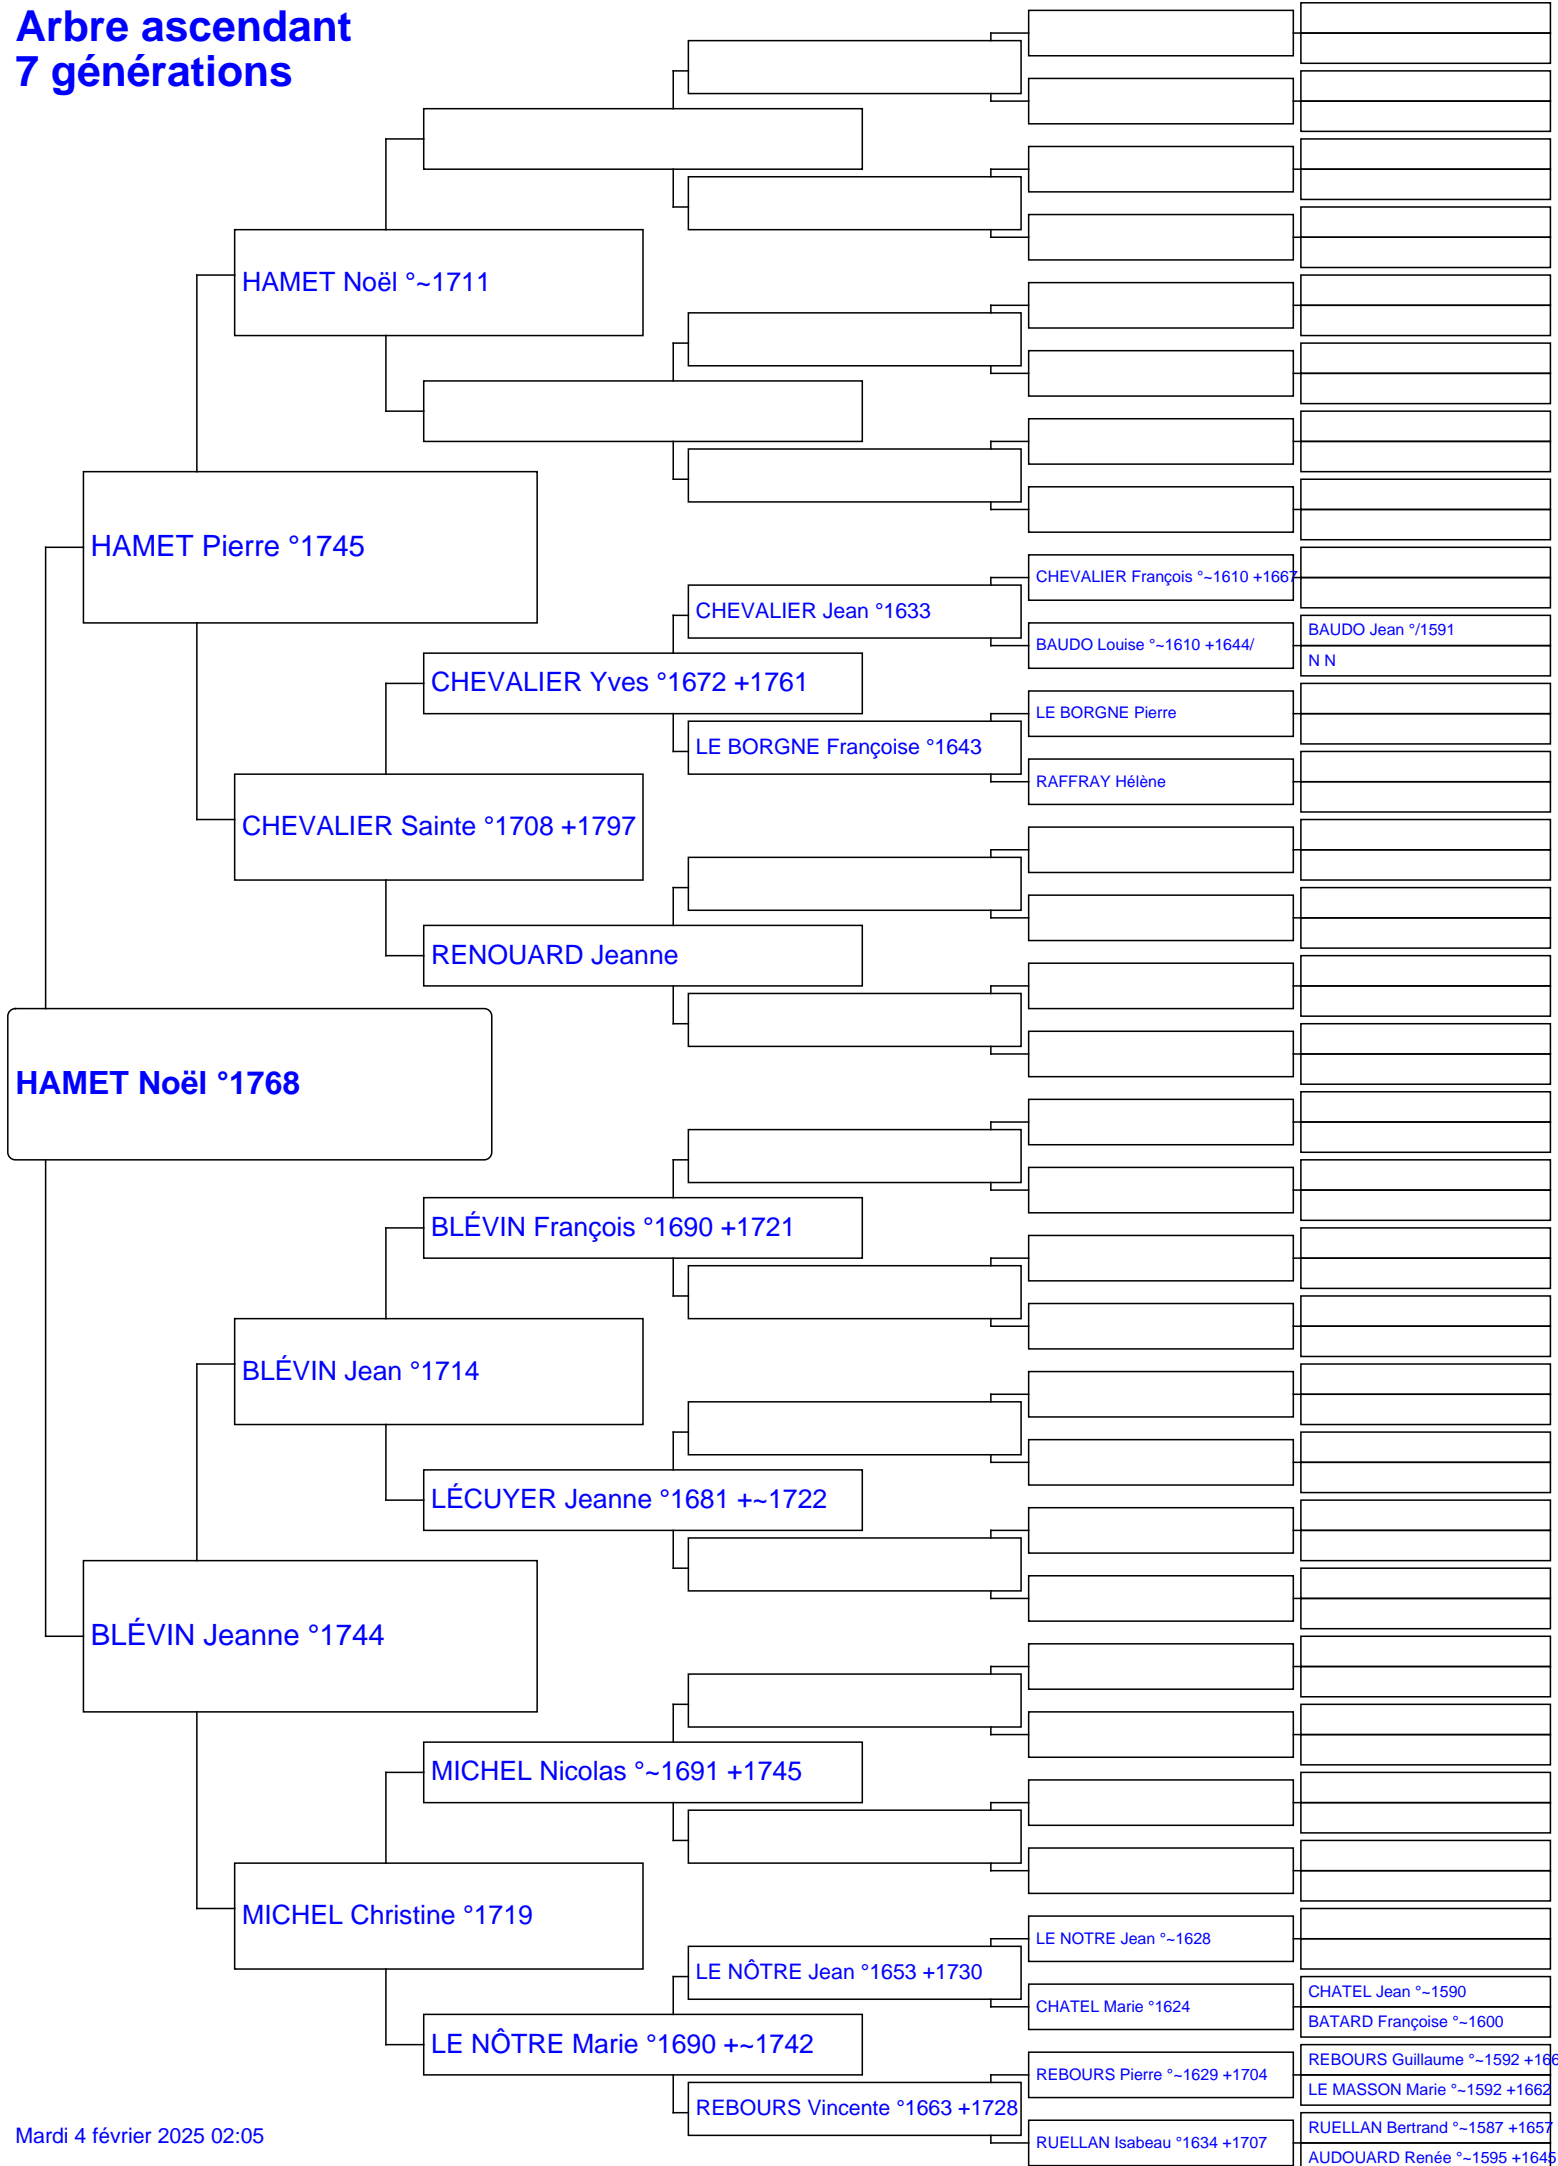 Arbre ascendant
7 générations
HAMET Noël °~1711
HAMET Pierre °1745
CHEVALIER François °~1610 +1667
CHEVALIER Jean °1633
BAUDO Jean °/1591
BAUDO Louise °~1610 +1644/
N N
CHEVALIER Yves °1672 +1761
LE BORGNE Pierre
LE BORGNE Françoise °1643
RAFFRAY Hélène
CHEVALIER Sainte °1708 +1797
RENOUARD Jeanne
HAMET Noël °1768
BLÉVIN François °1690 +1721
BLÉVIN Jean °1714
LÉCUYER Jeanne °1681 +~1722
BLÉVIN Jeanne °1744
MICHEL Nicolas °~1691 +1745
MICHEL Christine °1719
LE NOTRE Jean °~1628
LE NÔTRE Jean °1653 +1730
CHATEL Jean °~1590
CHATEL Marie °1624
BATARD Françoise °~1600
LE NÔTRE Marie °1690 +~1742
REBOURS Guillaume °~1592
REBOURS Pierre °~1629 +1704
LE MASSON Marie °~1592 +1662
REBOURS Vincente °1663 +1728
RUELLAN Bertrand °~1587 +1657
RUELLAN Isabeau °1634 +1707
AUDOUARD Renée °~1595 +1645
Mardi 4 février 2025 02:05